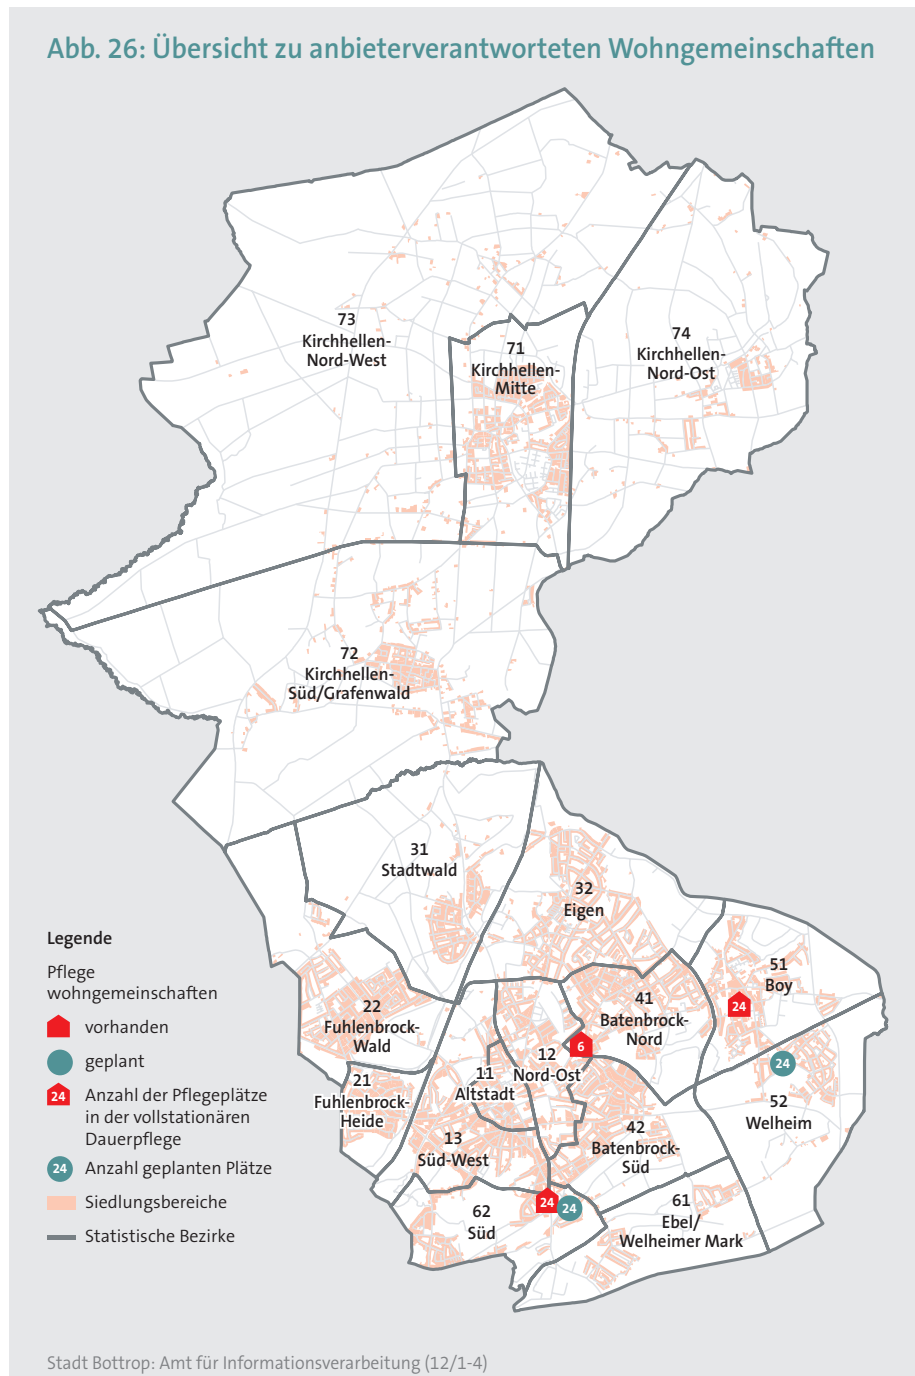 Abb. 26: Übersicht zu anbieterverantworteten Wohngemeinschaften
73
Kirchhellen-
Nord-West
71
Kirchhellen-
Mitte
74
Kirchhellen-
Nord-Ost
72
Kirchhellen-
Süd/Grafenwald
31
Stadtwald
32
Eigen
51
Boy
24
41
Batenbrock-
Nord
22
Fuhlenbrock-
Wald
6
12
Nord-Ost
24
52
Welheim
11
Altstadt
21
Fuhlenbrock-
Heide
13
Süd-West
42
Batenbrock-
Süd
62
Süd
24
24
61
Ebel/
Welheimer Mark
Legende
Pflege
wohngemeinschaften
vorhanden
geplant
24
Anzahl der Pflegeplätze
in der vollstationären
Dauerpflege
24
Anzahl geplanten Plätze
Siedlungsbereiche
Statistische Bezirke
Stadt Bottrop: Amt für Informationsverarbeitung (12/1-4)